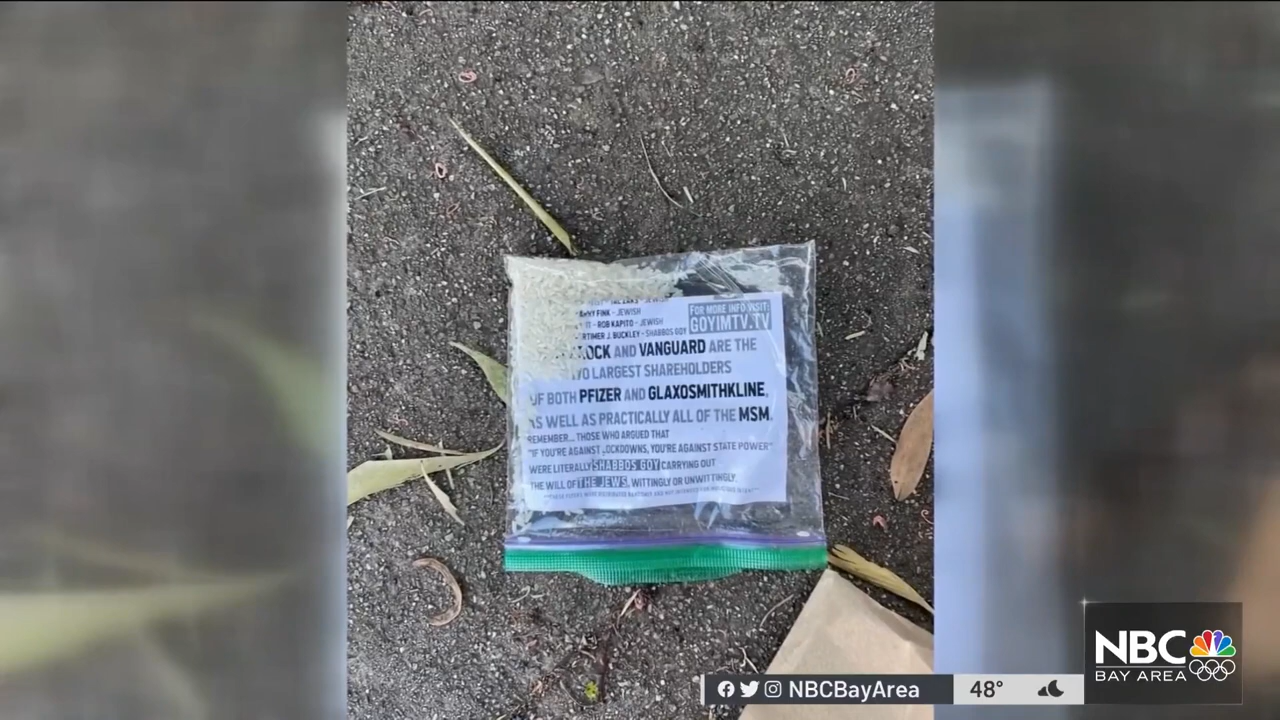 JEWISH
FINK - JEWISH
- ROB KAPITO - JEWISH
J. BUCKLEY - SHABBOS GOY
FOR MORE INFO VISIT:
GOYIMTV.TV
AND VANGUARD ARE THE
LARGEST SHAREHOLDERS
OF BOTH PFIZER AND GLAXOSMITHKLINE,
AS WELL AS PRACTICALLY ALL OF THE MSM.
REMEMBER... THOSE WHO ARGUED THAT
"IF YOU'RE AGAINST LOCKDOWNS, YOU'RE AGAINST STATE POWER"
WERE LITERALLY SHABBOS GOY CARRYING OUT
THE WILL OF THE JEWS, WITTINGLY OR UNWITTINGLY.
NBC
BAY AREA
NBCBayArea 48°